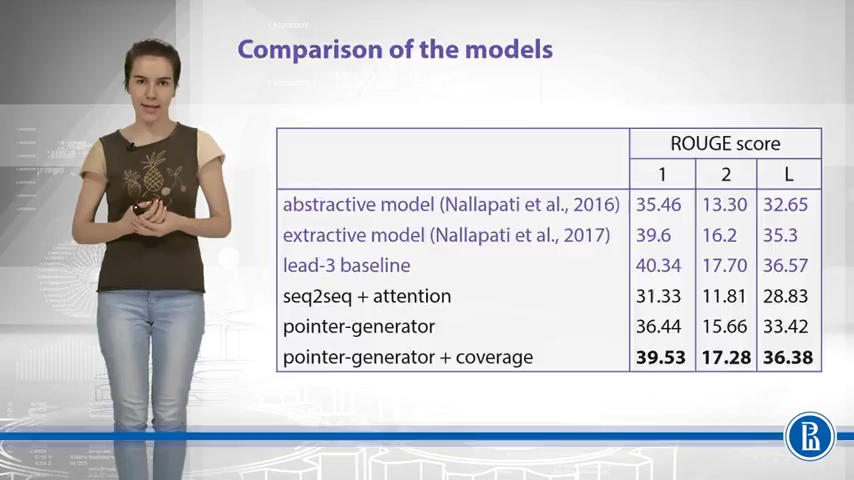 Comparison of the models
ROUGE score
1 2 L
abstractive model (Nallapati et al., 2016) 35.46 13.30 32.65
extractive model (Nallapati et al., 2017) 39.6 16.2 35.3
lead-3 baseline 40.34 17.70 36.57
seq2seq + attention 31.33 11.81 28.83
pointer-generator 36.44 15.66 33.42
pointer-generator + coverage 39.53 17.28 36.38